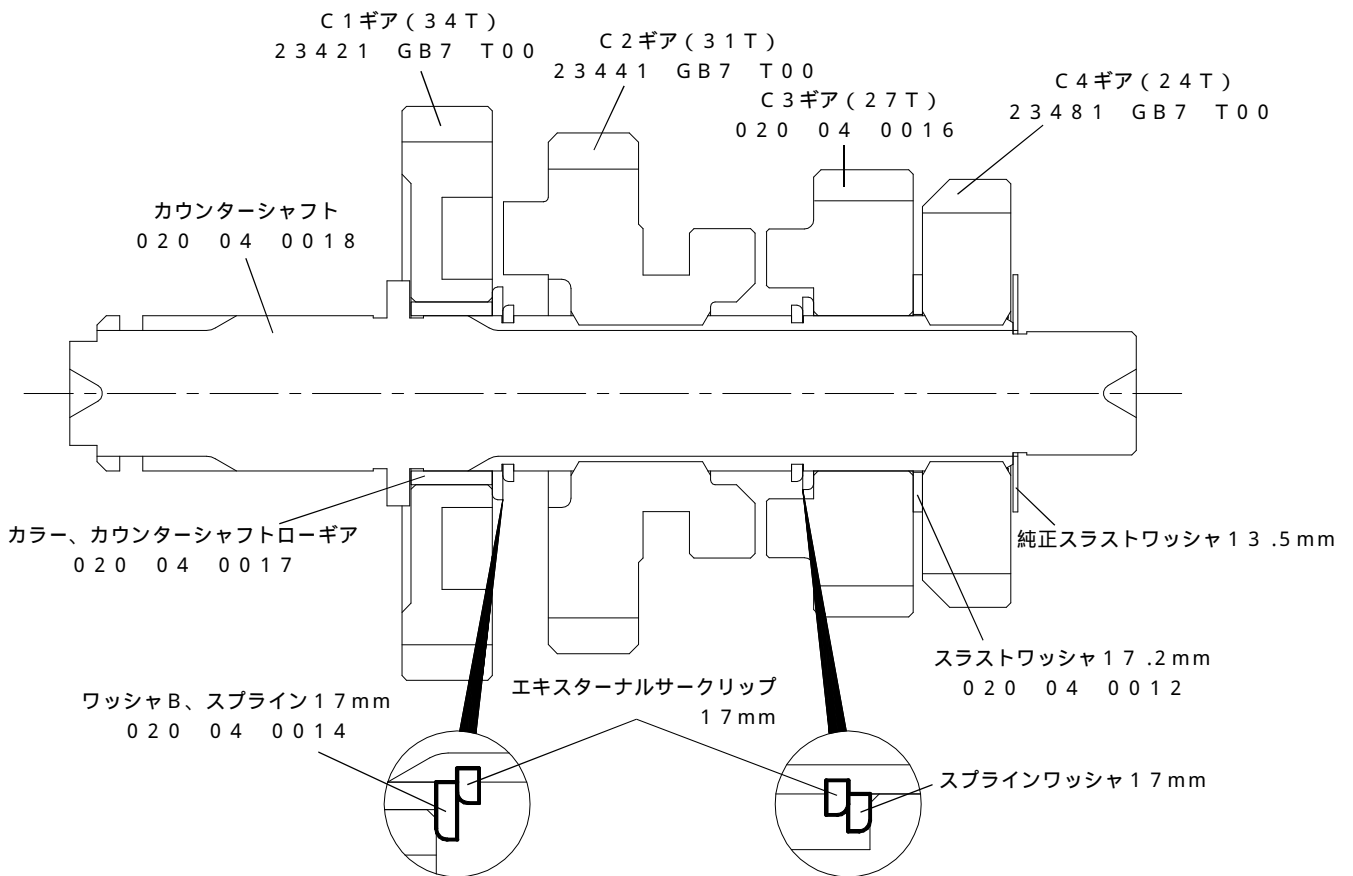 C1ギア(34T)
23421 GB7 T00
C2ギア(31T)
23441 GB7 T00
C3ギア(27T)
020 04 0016
C4ギア(24T)
23481 GB7 T00
カウンターシャフト
020 04 0018
カラー、カウンターシャフトローギア
020 04 0017
純正スラストワッシャ13.5mm
スラストワッシャ17.2mm
020 04 0012
ワッシャB、スプライン17mm
020 04 0014
エキスターナルサークリップ
17mm
スプラインワッシャ17mm